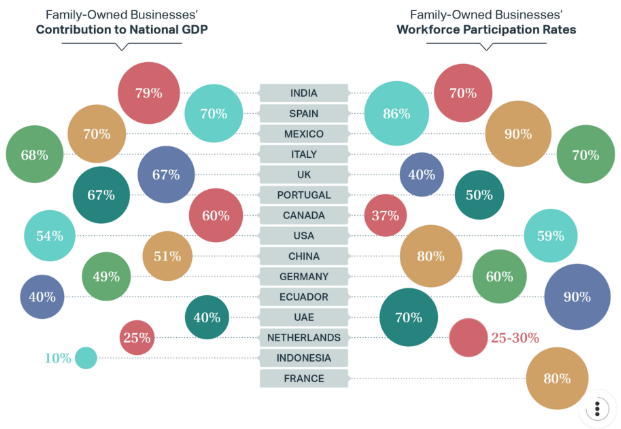 Family-Owned Businesses' Family-Owned Businesses'
Contribution to National GDP Workforce Participation Rates
79% INDIA 70%
70% SPAIN 86%
70% MEXICO 90%
68% ITALY 70%
67% UK 40%
67% PORTUGAL 50%
60% CANADA 37%
54% USA 59%
51% CHINA 80%
49% GERMANY 60%
40% ECUADOR 90%
40% UAE 70%
25% NETHERLANDS 25-30%
10% INDONESIA
FRANCE 80%